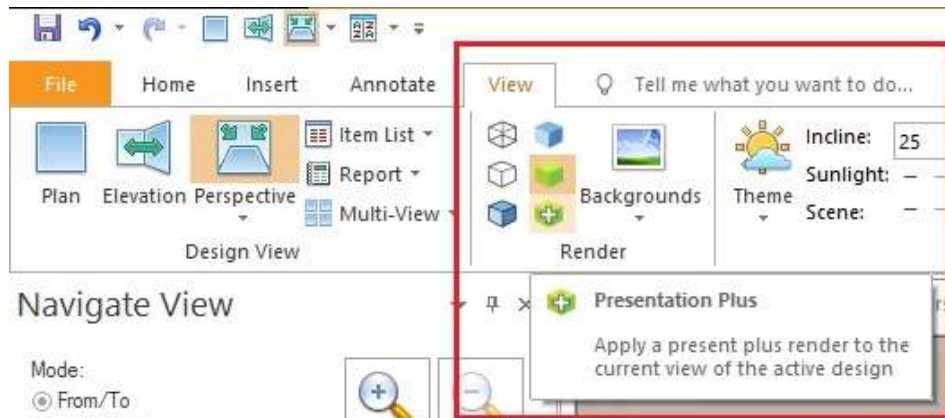 File Home Insert Annotate View Tell me what you want to do...
Plan
Elevation
Perspective
Item List
Report
Multi-View
Design View
Backgrounds
Render
Theme
Incline: 25
Sunlight:
Scene:
Navigate View
Presentation Plus
Apply a present plus render to the
current view of the active design
Mode:
From/To